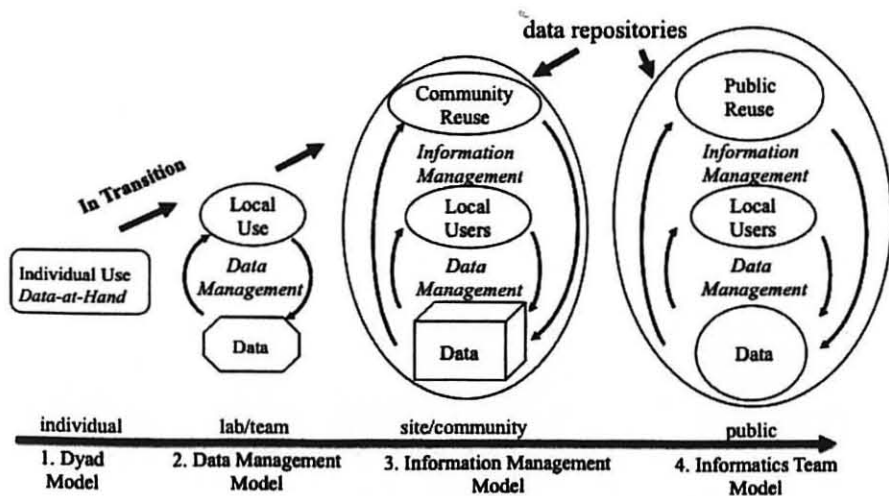 data repositories
In Transition
Individual Use
Data-at-Hand
Local
Use
Data
Management
Data
Community
Reuse
Information
Management
Local
Users
Data
Management
Data
Public
Reuse
Information
Management
Local
Users
Data
Management
Data
individual
lab/team
site/community
public
1. Dyad
Model
2. Data Management
Model
3. Information Management
Model
4. Informatics Team
Model